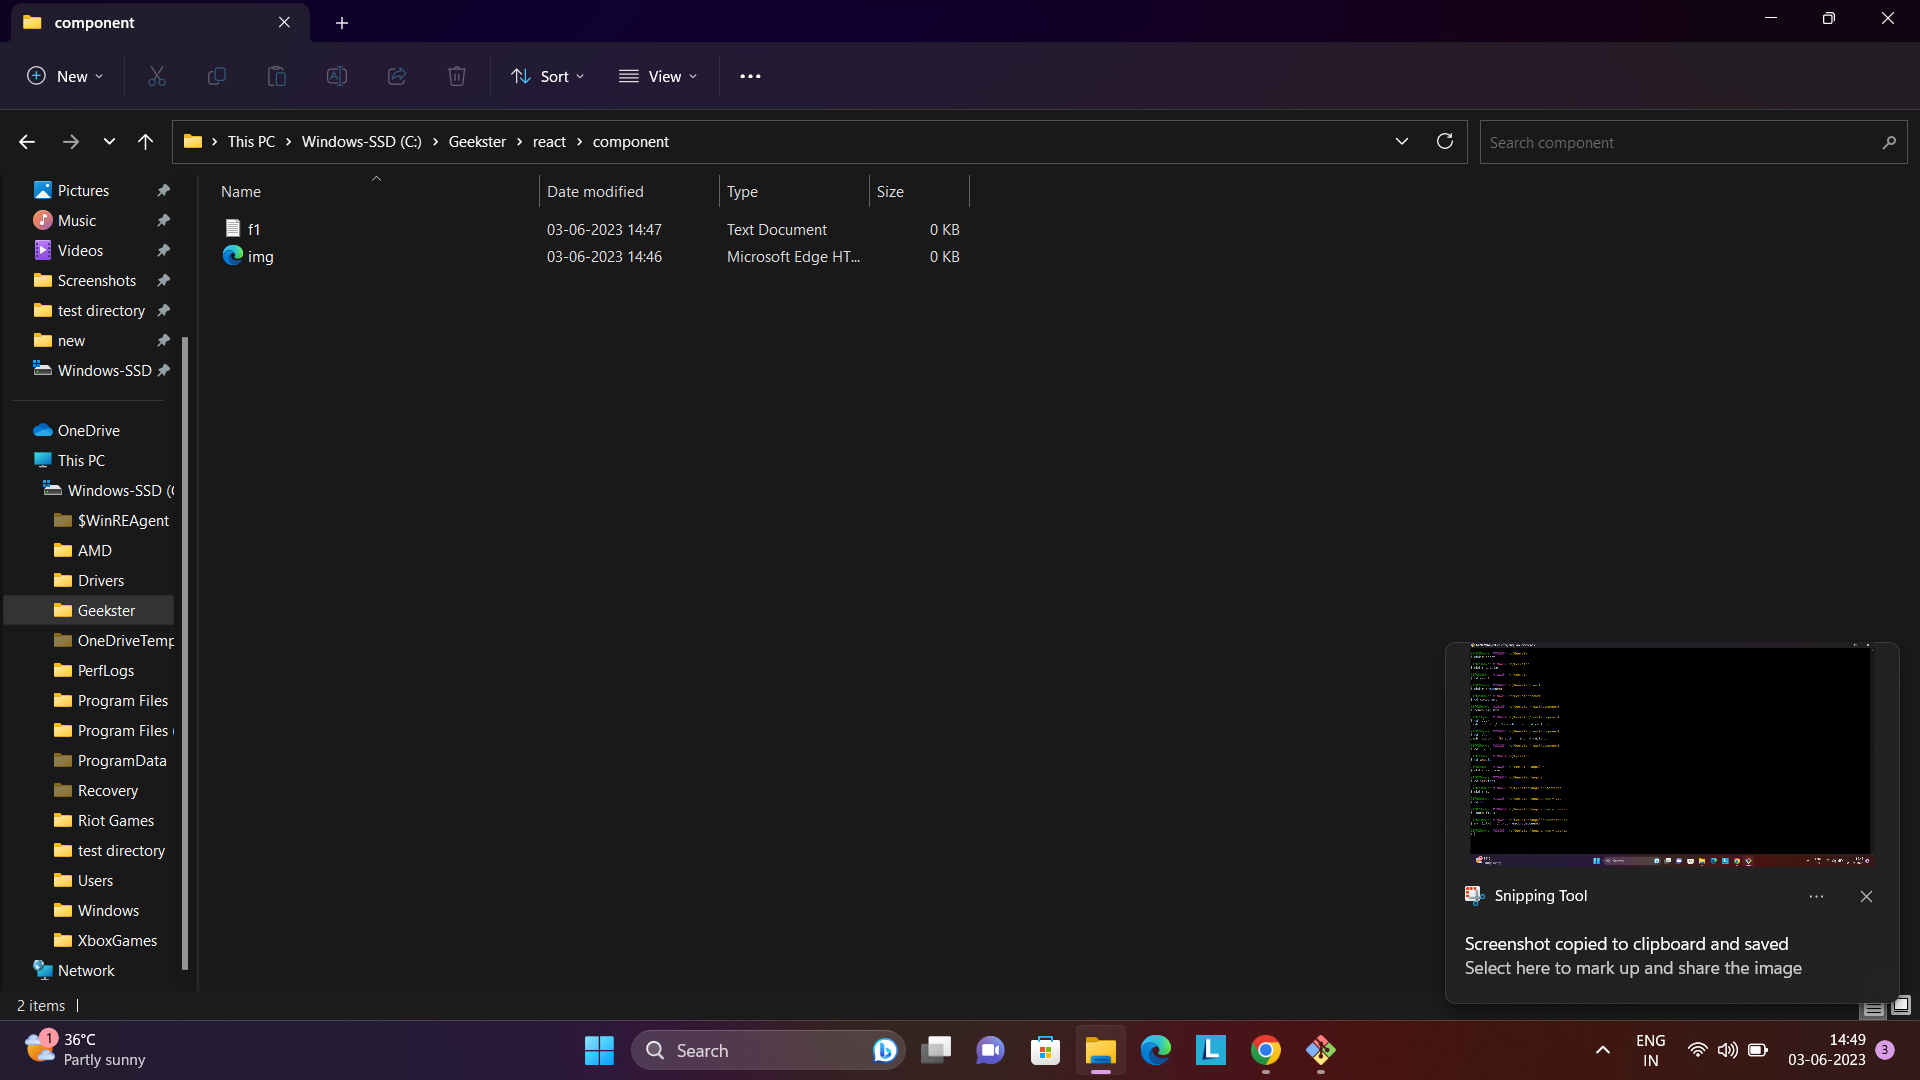 component
New
Sort
View
This PC
Windows-SSD (C:)
Geekster
react
component
Search component
Pictures
Music
Videos
Screenshots
test directory
new
Windows-SSD
OneDrive
This PC
Windows-SSD (
$WinREAgent
AMD
Drivers
Geekster
OneDriveTemp
PerfLogs
Program Files
Program Files (
ProgramData
Recovery
Riot Games
test directory
Users
Windows
XboxGames
Network
Name Date modified Type Size
f1 03-06-2023 14:47 Text Document 0 KB
img 03-06-2023 14:46 Microsoft Edge HT... 0 KB
Snipping Tool
Screenshot copied to clipboard and saved
Select here to mark up and share the image
2 items
1
36°C
Partly sunny
Search
L
ENG
IN
14:49
03-06-2023
3